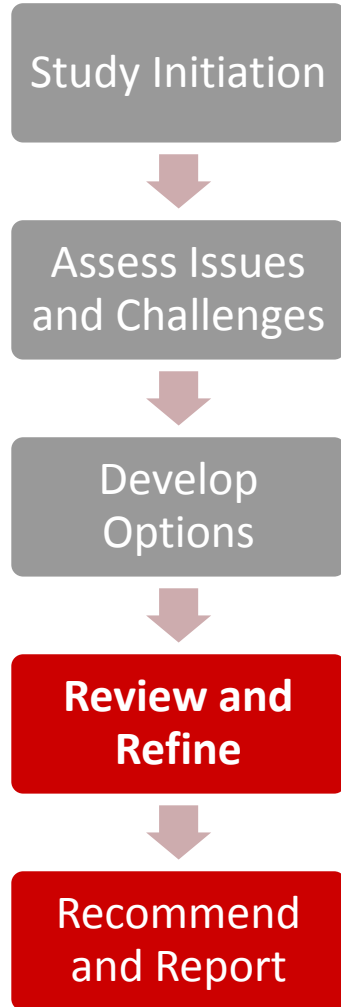 Study Initiation
Assess Issues
and Challenges
Develop
Options
Review and
Refine
Recommend
and Report